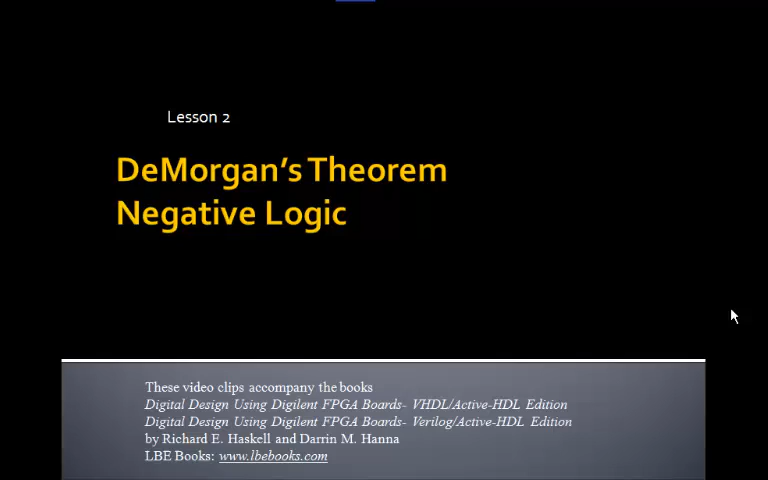 Lesson 2
DeMorgan's Theorem
Negative Logic
These video clips accompany the books
Digital Design Using Digilent FPGA Boards- VHDL/Active-HDL Edition
Digital Design Using Digilent FPGA Boards- Verilog/Active-HDL Edition
by Richard E. Haskell and Darrin M. Hanna
LBE Books: www.lbebooks.com